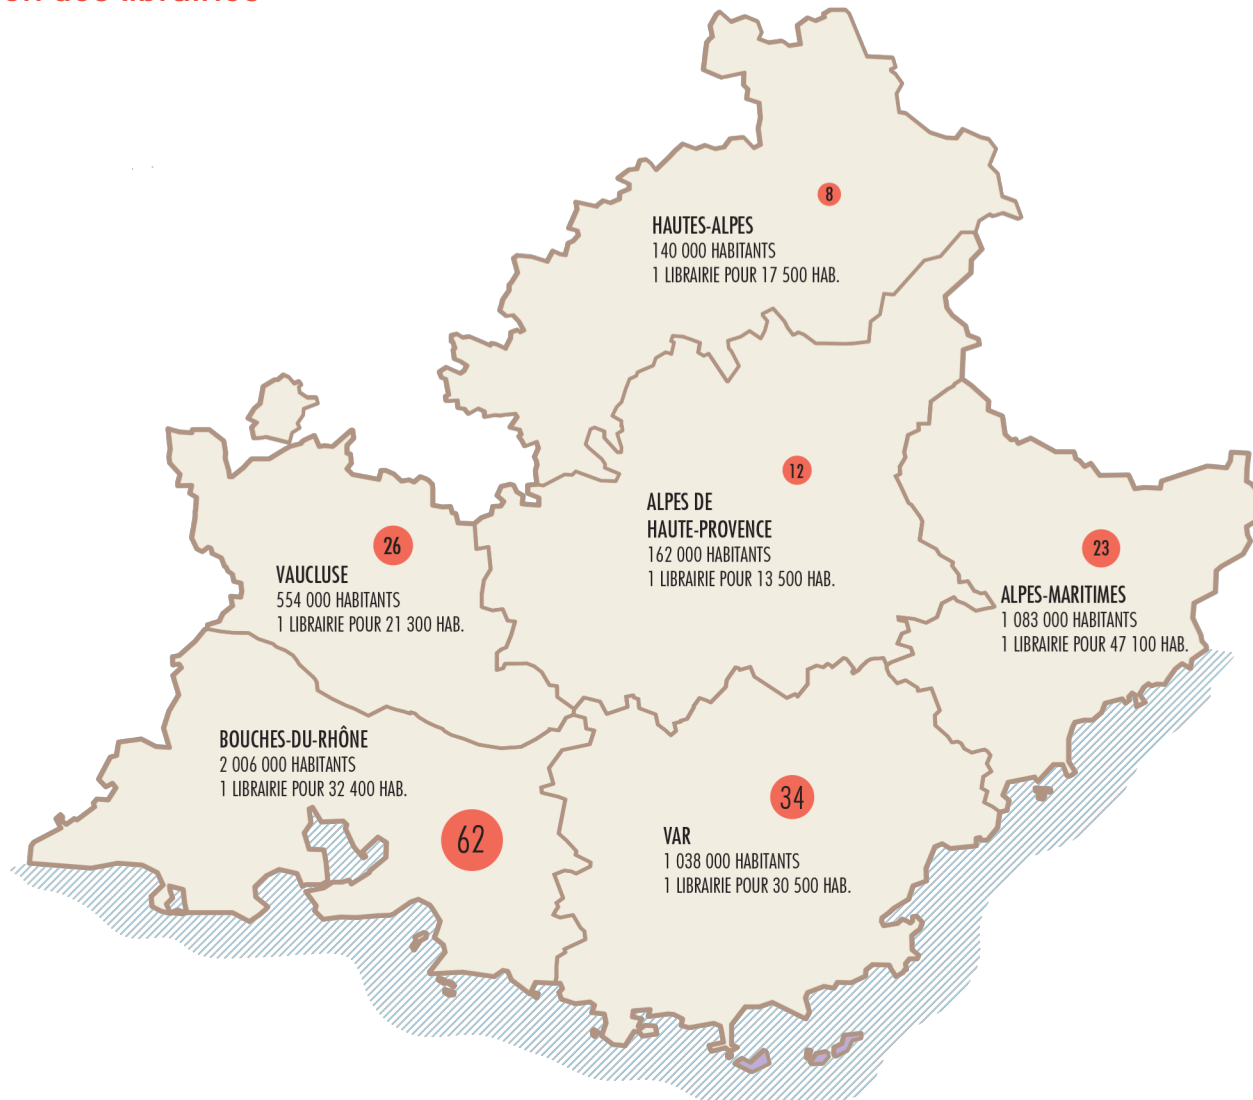 des librairies
8
HAUTES-ALPES
140 000 HABITANTS
1 LIBRAIRIE POUR 17 500 HAB.
12
ALPES DE
HAUTE-PROVENCE
162 000 HABITANTS
1 LIBRAIRIE POUR 13 500 HAB.
26
VAUCLUSE
554 000 HABITANTS
1 LIBRAIRIE POUR 21 300 HAB.
23
ALPES-MARITIMES
1 083 000 HABITANTS
1 LIBRAIRIE POUR 47 100 HAB.
BOUCHES-DU-RHÔNE
2 006 000 HABITANTS
1 LIBRAIRIE POUR 32 400 HAB.
62
34
VAR
1 038 000 HABITANTS
1 LIBRAIRIE POUR 30 500 HAB.